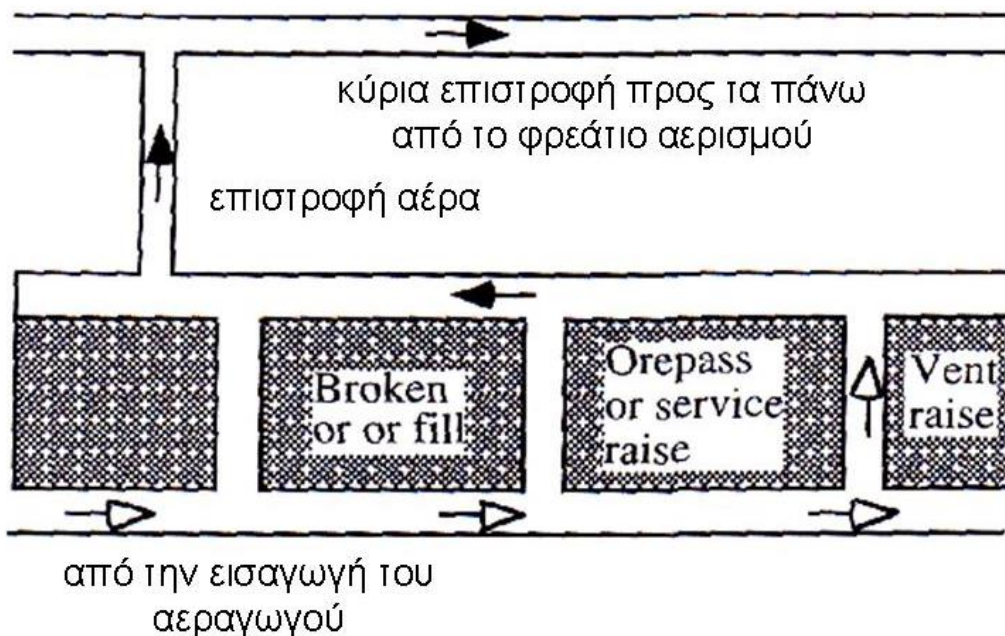 κύρια επιστροφή προς τα πάνω
από το φρεάτιο αερισμού
επιστροφή αέρα
Broken
or or fill
Orepass
or service
raise
Vent
raise
από την εισαγωγή του
αεραγωγού